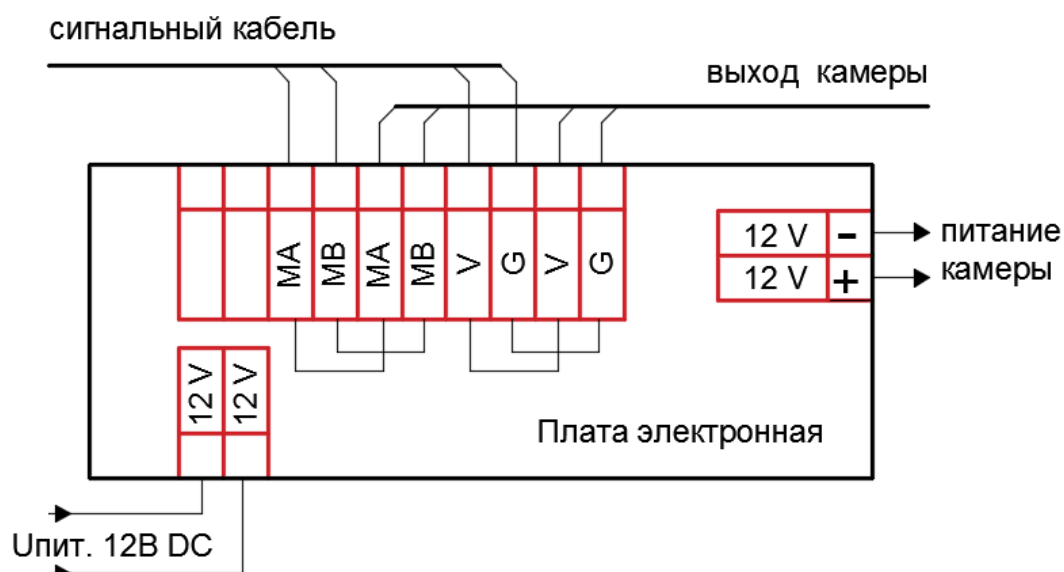 сигнальный кабель
выход камеры
MA MB MA MB V G V G
12 V -
12 V +
питание
камеры
12 V 12 V
Плата электронная
Uпит. 12В DC